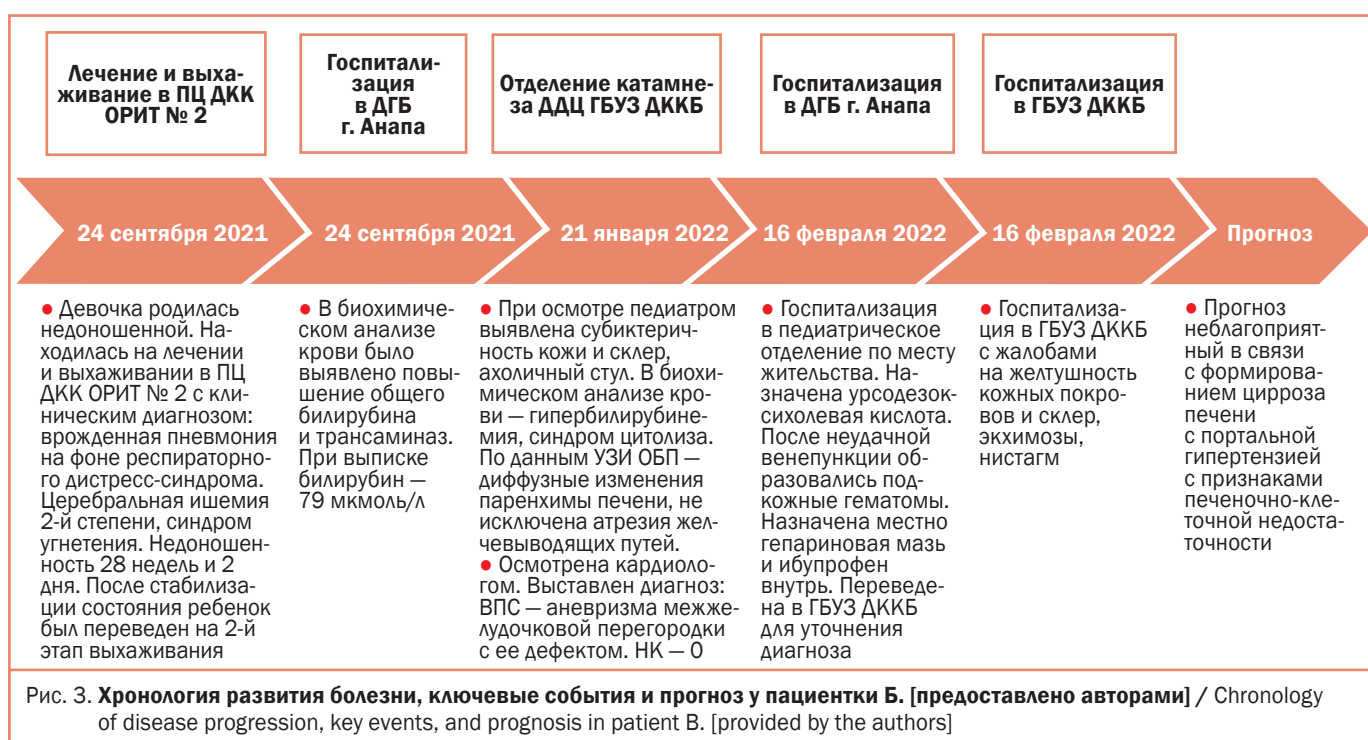 Лечение и выха-
живание в ПЦ ДКК
ОРИТ № 2
Госпитали-
зация
в ДГБ
г. Анапа
Отделение катамне-
за ДДЦ ГБУЗ ДККБ
Госпитализация
в ДГБ г. Анапа
Госпитализация
в ГБУЗ ДККБ
24 сентября 2021
24 сентября 2021
21 января 2022
16 февраля 2022
16 февраля 2022
Прогноз
● Девочка родилась
недоношенной. На-
ходилась на лечении
и выхаживании в ПЦ
ДКК ОРИТ № 2 с кли-
ническим диагнозом:
врожденная пневмония
на фоне респираторно-
го дистресс-синдрома.
Церебральная ишемия
2-й степени, синдром
угнетения. Недоношен-
ность 28 недель и 2
дня. После стабилиза-
ции состояния ребенок
был переведен на 2-й
этап выхаживания
● В биохимиче-
ском анализе
крови было
выявлено повы-
шение общего
билирубина
и трансаминаз.
При выписке
билирубин —
79 мкмоль/л
● При осмотре педиатром
выявлена субиктерич-
ность кожи и склер,
ахоличный стул. В биохи-
мическом анализе кро-
ви — гипербилирубине-
мия, синдром цитолиза.
По данным УЗИ ОБП —
диффузные изменения
паренхимы печени, не
исключена атрезия жел-
чевыводящих путей.
● Осмотрена кардиоло-
гом. Выставлен диагноз:
ВПС — аневризма межже-
лудочковой перегородки
с ее дефектом. НК — 0
● Госпитализация
в педиатрическое
отделение по месту
жительства. На-
значена урсодезок-
сихолевая кислота.
После неудачной
венепункции об-
разовались под-
кожные гематомы.
Назначена местно
гепариновая мазь
и ибупрофен
внутрь. Переведе-
на в ГБУЗ ДККБ
для уточнения
диагноза
● Госпитализа-
ция в ГБУЗ ДККБ
с жалобами
на желтушность
кожных покро-
вов и склер,
экхимозы,
нистагм
● Прогноз
неблагоприят-
ный в связи
с формирова-
нием цирроза
печени
с портальной
гипертензией
с признаками
печеночно-кле-
точной недоста-
точности
Рис. 3. Хронология развития болезни, ключевые события и прогноз у пациентки Б. [предоставлено авторами] / Chronology
of disease progression, key events, and prognosis in patient B. [provided by the authors]